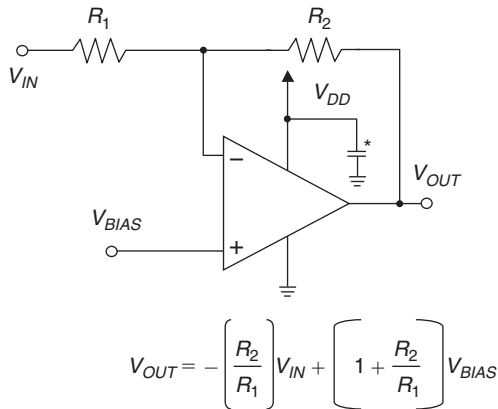 R1
R2
VIN
VDD
*
−
VOUT
VBIAS
+
VOUT = − (R2/R1) VIN + (1 + R2/R1) VBIAS